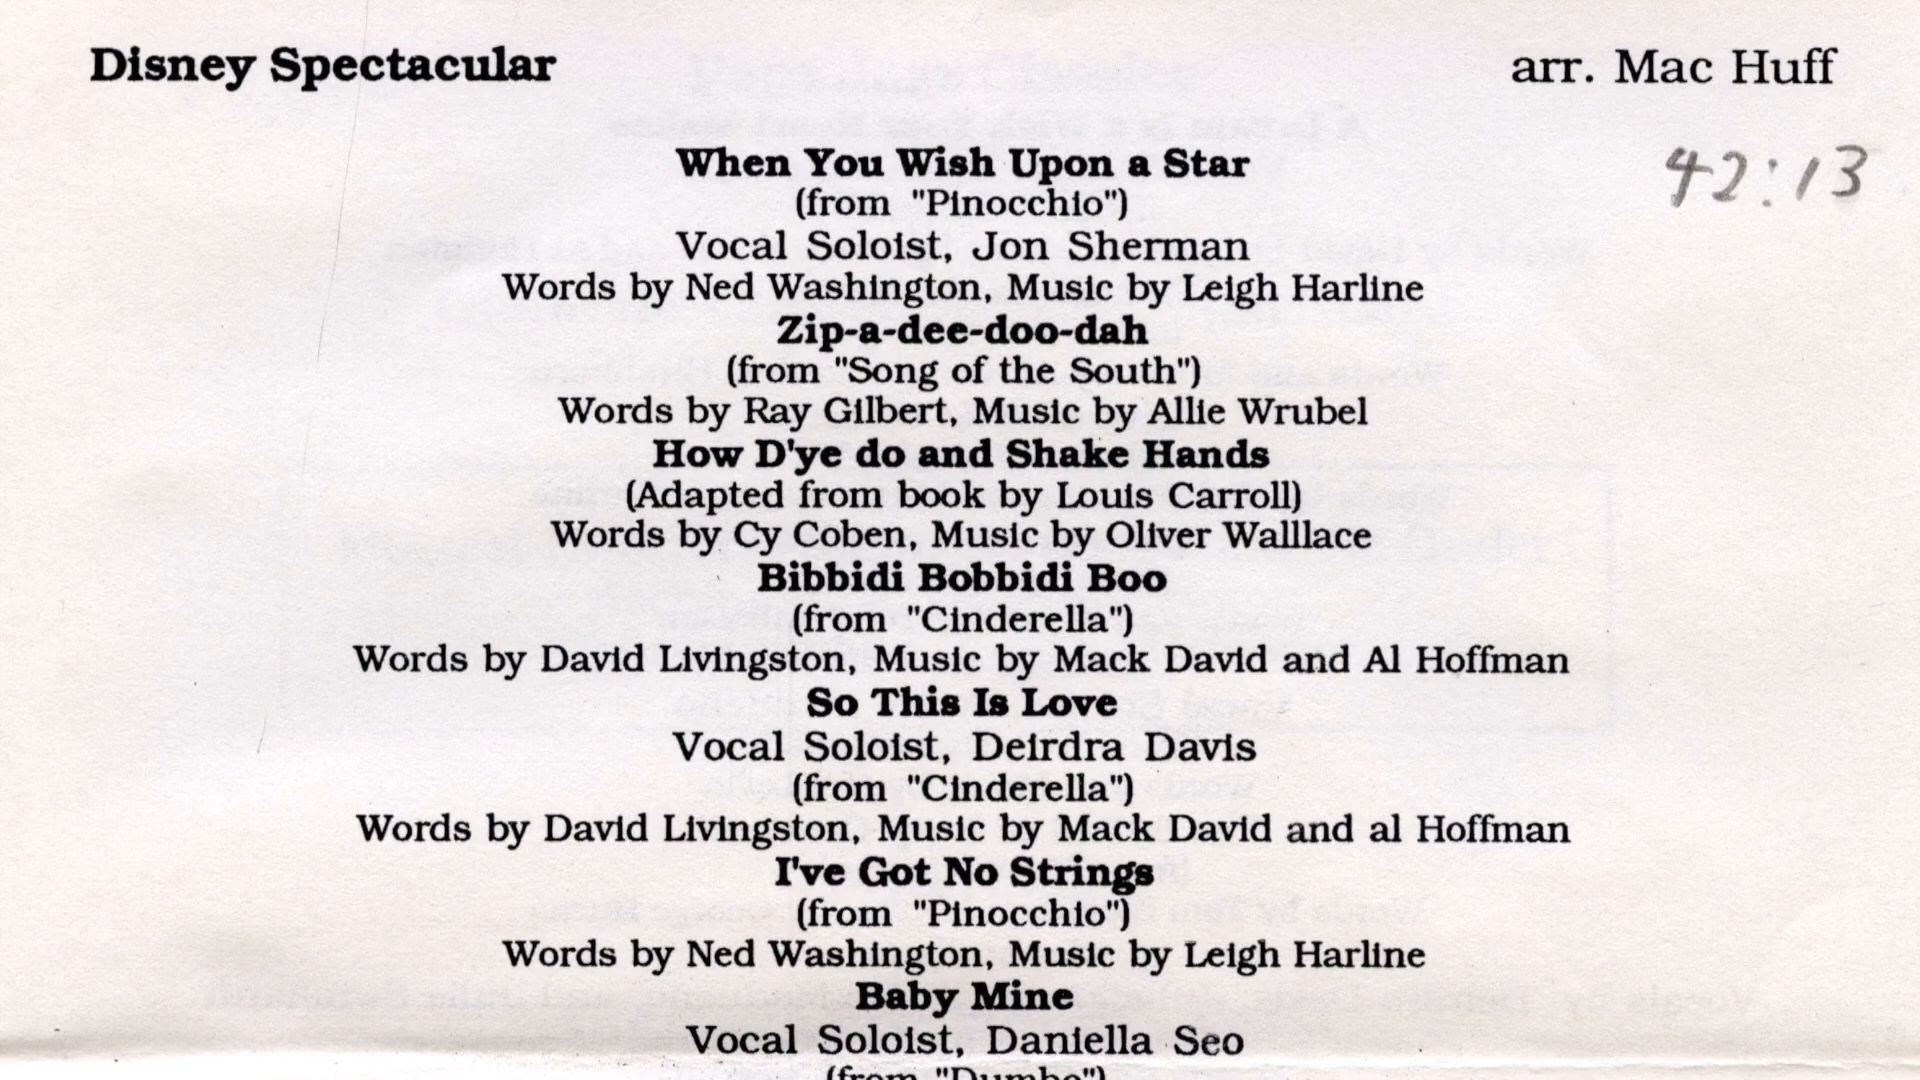 Disney Spectacular arr. Mac Huff
42:13
When You Wish Upon a Star
(from "Pinocchio")
Vocal Soloist, Jon Sherman
Words by Ned Washington, Music by Leigh Harline
Zip-a-dee-doo-dah
(from "Song of the South")
Words by Ray Gilbert, Music by Allie Wrubel
How D'ye do and Shake Hands
(Adapted from book by Louis Carroll)
Words by Cy Coben, Music by Oliver Walllace
Bibbidi Bobbidi Boo
(from "Cinderella")
Words by David Livingston, Music by Mack David and Al Hoffman
So This Is Love
Vocal Soloist, Deirdra Davis
(from "Cinderella")
Words by David Livingston, Music by Mack David and al Hoffman
I've Got No Strings
(from "Pinocchio")
Words by Ned Washington, Music by Leigh Harline
Baby Mine
Vocal Soloist, Daniella Seo
(from "Dumbo")